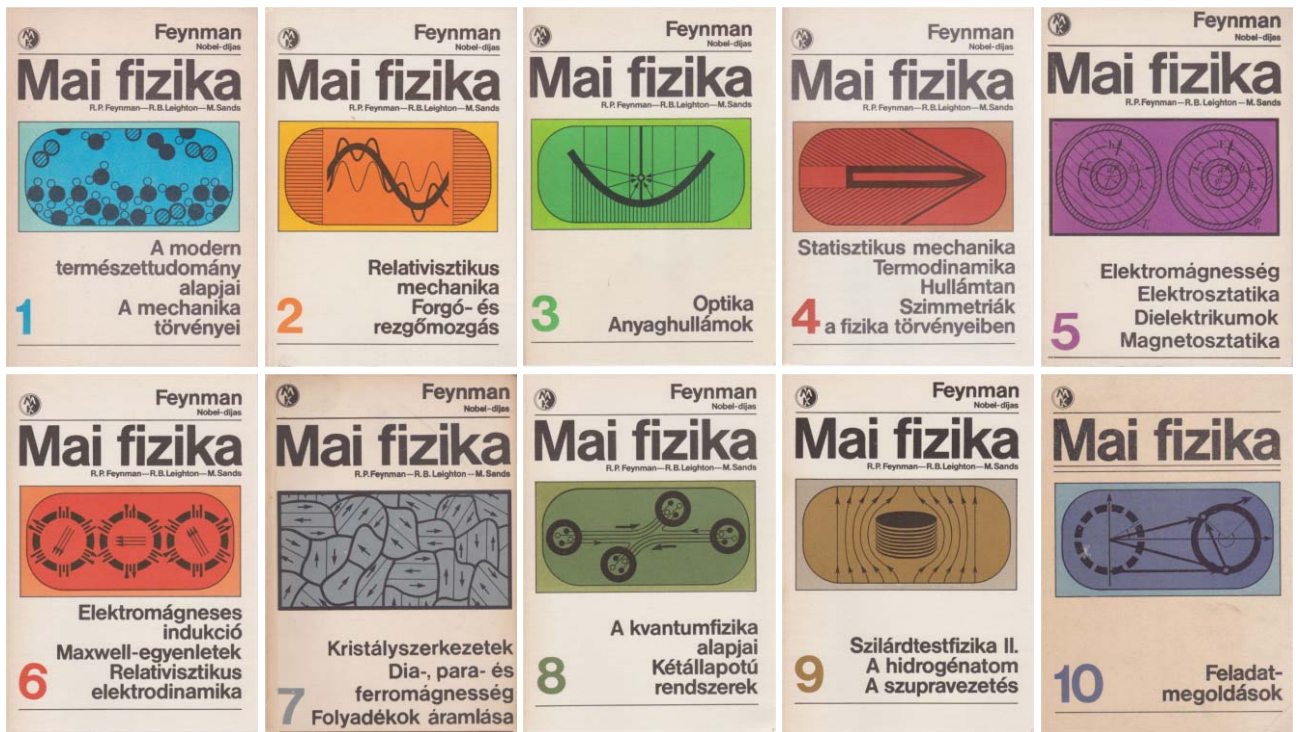 Feynman
Nobel-díjas
Mai fizika
R.P. Feynman—R.B. Leighton—M. Sands
A modern
természettudomány
alapjai
A mechanika
törvényei
1
Feynman
Nobel-díjas
Mai fizika
R.P. Feynman—R.B. Leighton—M. Sands
Relativisztikus
mechanika
Forgó- és
rezgőmozgás
2
Feynman
Nobel-díjas
Mai fizika
R.P. Feynman—R.B. Leighton—M. Sands
Optika
Anyaghullámok
3
Feynman
Nobel-díjas
Mai fizika
R.P. Feynman—R.B. Leighton—M. Sands
Statisztikus mechanika
Termodinamika
Hullámtan
Szimmetriák
a fizika törvényeiben
4
Feynman
Nobel-díjas
Mai fizika
R.P. Feynman—R.B. Leighton—M. Sands
Elektromágnesség
Elektrosztatika
Dielektrikumok
Magnetosztatika
5
Feynman
Nobel-díjas
Mai fizika
R.P. Feynman—R.B. Leighton—M. Sands
Elektromágneses
indukció
Maxwell-egyenletek
Relativisztikus
elektrodinamika
6
Feynman
Nobel-díjas
Mai fizika
R.P. Feynman—R.B. Leighton—M. Sands
Kristályszerkezetek
Dia-, para- és
ferromágnesség
Folyadékok áramlása
7
Feynman
Nobel-díjas
Mai fizika
R.P. Feynman—R.B. Leighton—M. Sands
A kvantumfizika
alapjai
Kétállapotú
rendszerek
8
Feynman
Nobel-díjas
Mai fizika
R.P. Feynman—R.B. Leighton—M. Sands
Szilárdtestfizika II.
A hidrogénatom
A szupravezetés
9
Mai fizika
Feladat-
megoldások
10